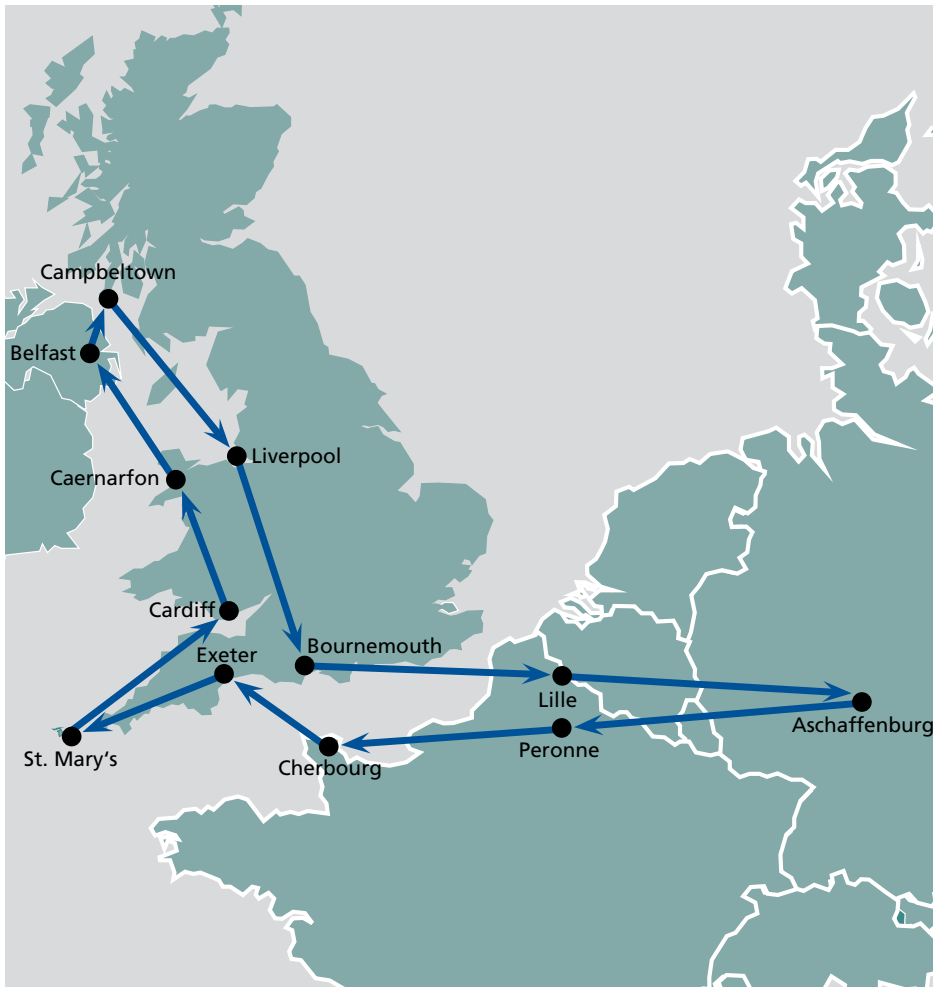 Campbeltown
Belfast
Liverpool
Caernarfon
Cardiff
Bournemouth
Exeter
Lille
Aschaffenburg
Peronne
St. Mary‘s
Cherbourg